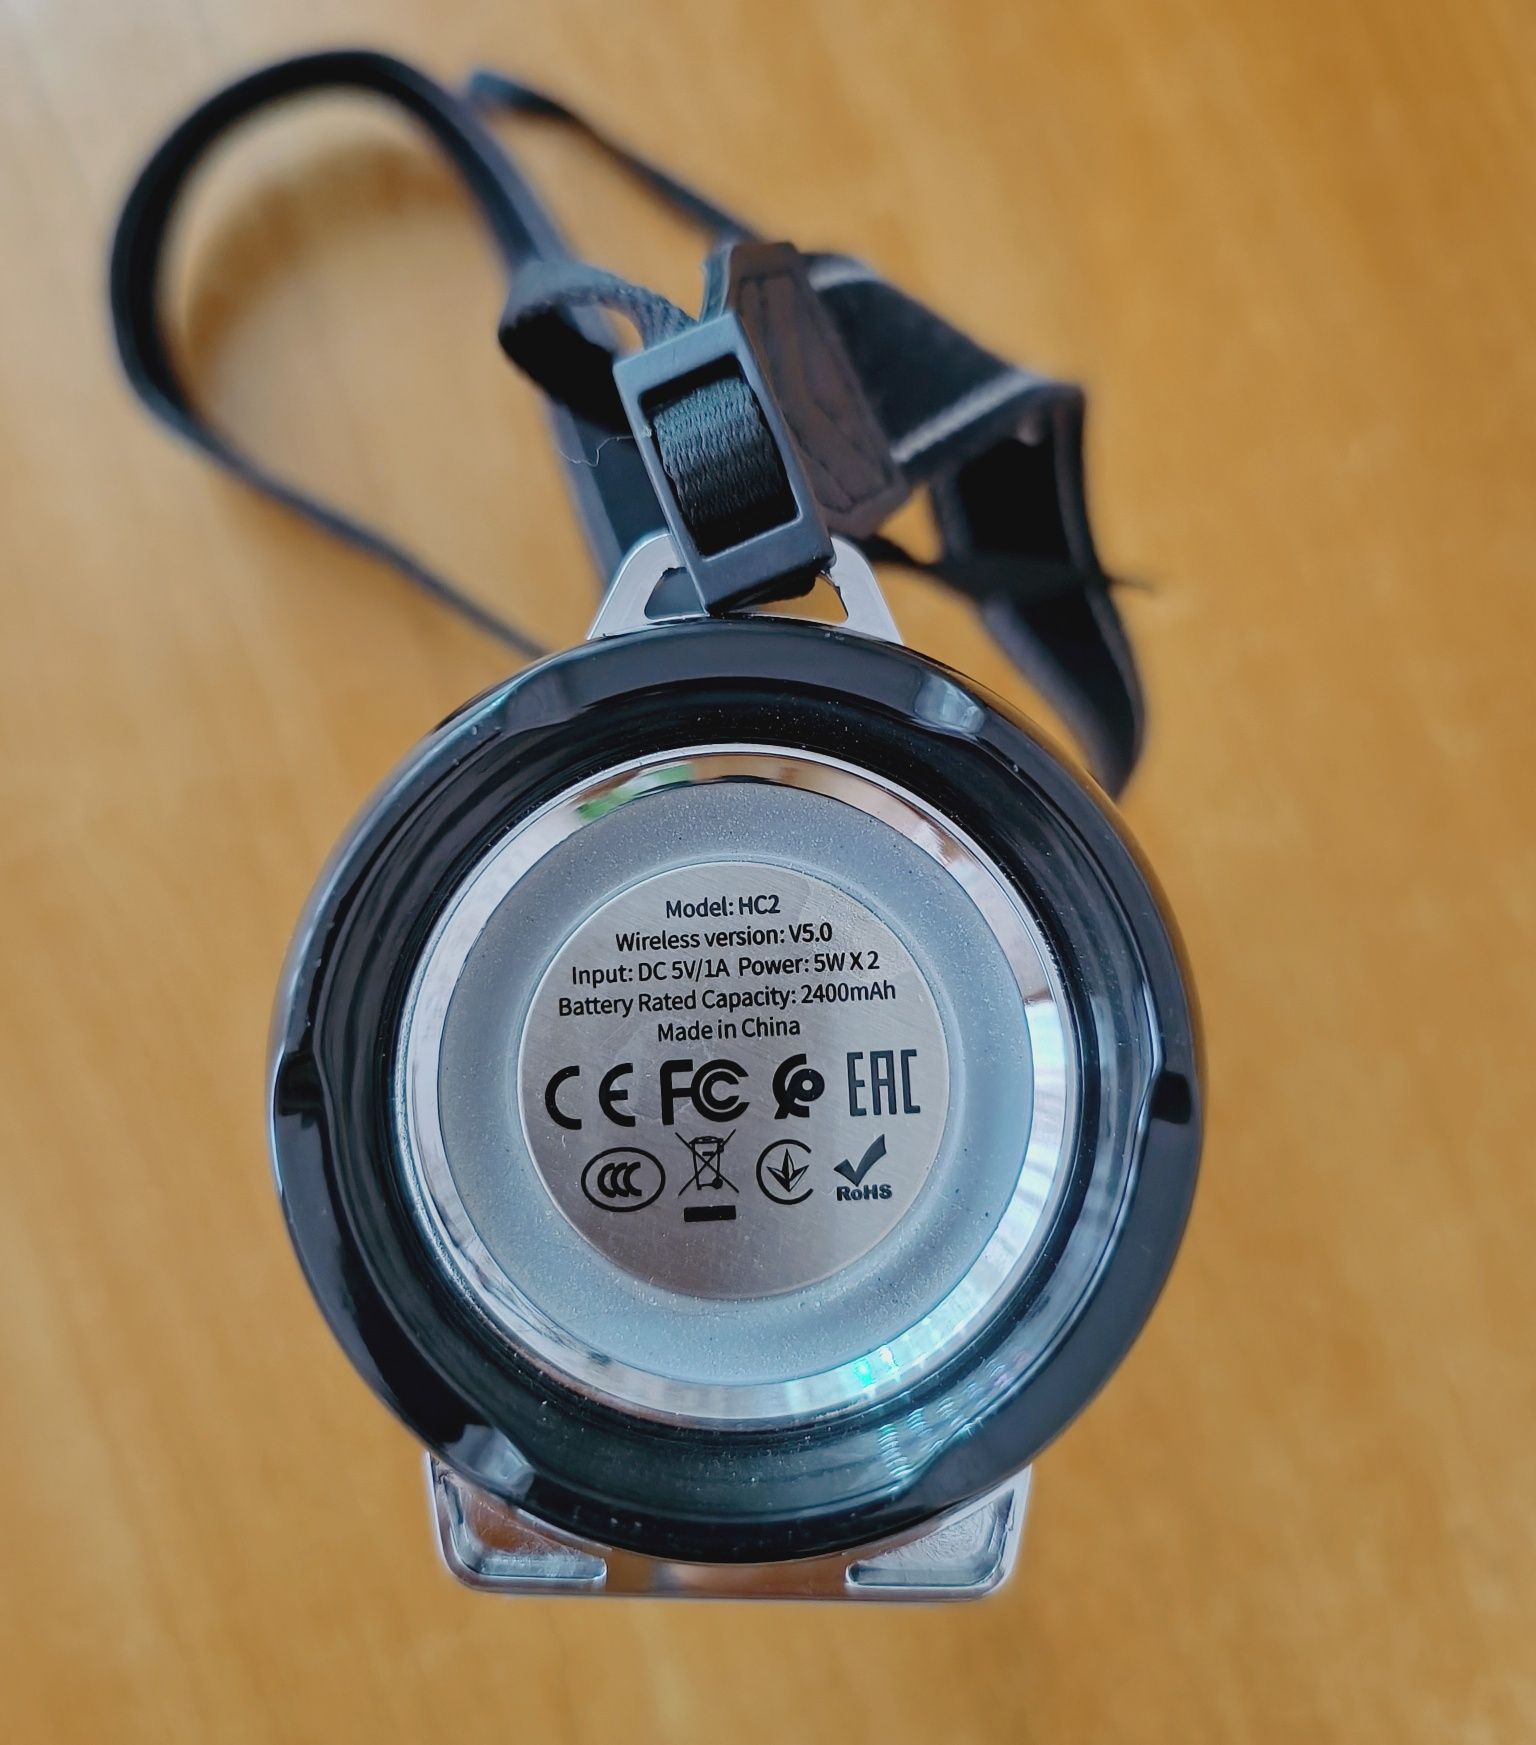 Model: HC2
Wireless version: V5.0
Input: DC 5V/1A Power: 5W X 2
Battery Rated Capacity: 2400mAh
Made in China
CE FC EAC
CCC RoHS